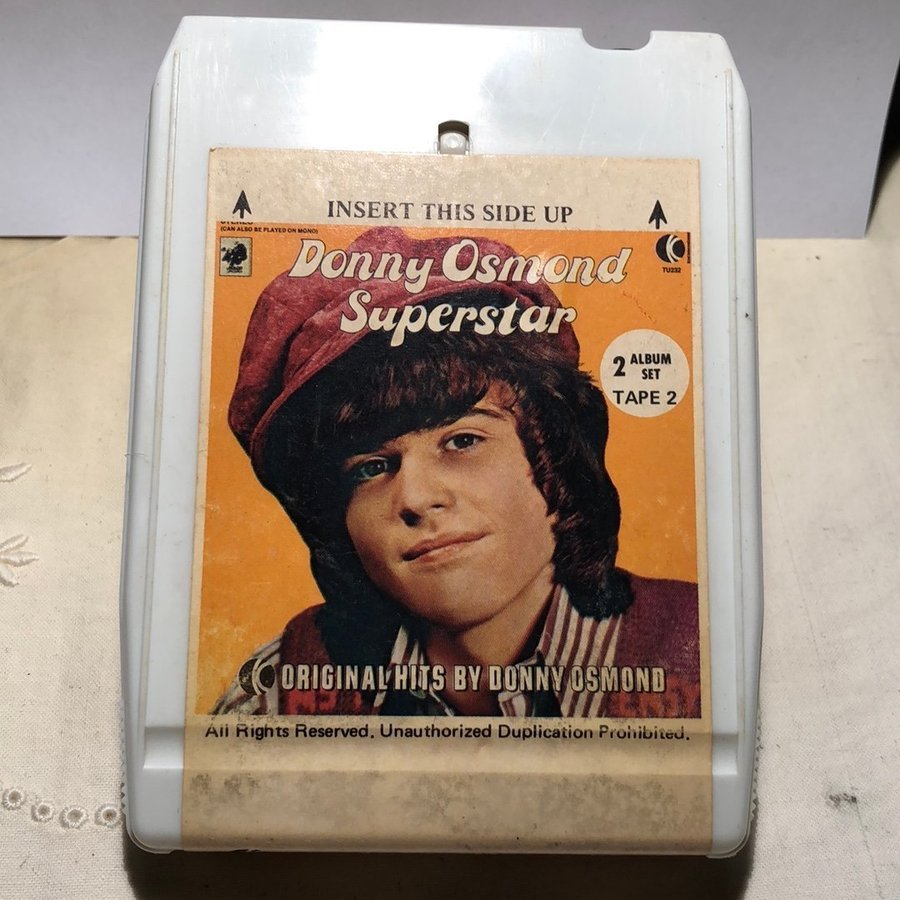 INSERT THIS SIDE UP
STEREO
(CAN ALSO BE PLAYED ON MONO)
Donny Osmond
Superstar
K
TU232
2 ALBUM
SET
TAPE 2
K ORIGINAL HITS BY DONNY OSMOND
All Rights Reserved. Unauthorized Duplication Prohibited.